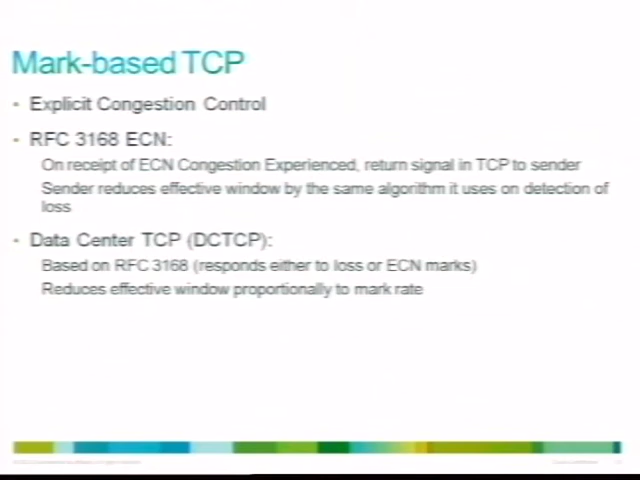 Mark-based TCP
• Explicit Congestion Control
• RFC 3168 ECN:
On receipt of ECN Congestion Experienced, return signal in TCP to sender
Sender reduces effective window by the same algorithm it uses on detection of
loss
• Data Center TCP (DCTCP):
Based on RFC 3168 (responds either to loss or ECN marks)
Reduces effective window proportionally to mark rate